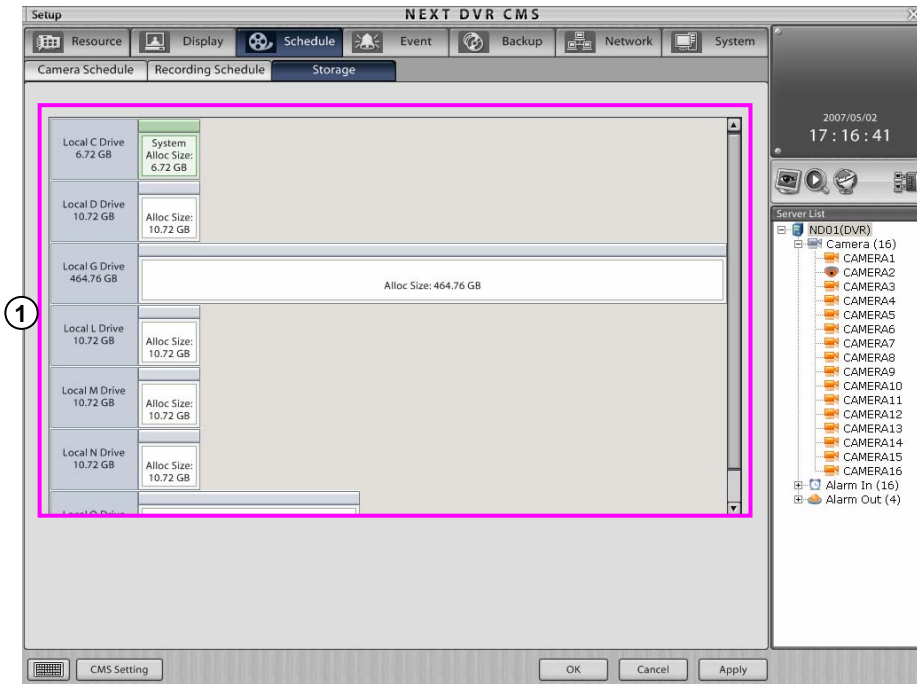 Setup
NEXT DVR CMS
Resource
Display
Schedule
Event
Backup
Network
System
Camera Schedule
Recording Schedule
Storage
Local C Drive
6.72 GB
System
Alloc Size:
6.72 GB
Local D Drive
10.72 GB
Alloc Size:
10.72 GB
Local G Drive
464.76 GB
Alloc Size: 464.76 GB
1
Local L Drive
10.72 GB
Alloc Size:
10.72 GB
Local M Drive
10.72 GB
Alloc Size:
10.72 GB
Local N Drive
10.72 GB
Alloc Size:
10.72 GB
CMS Setting
OK
Cancel
Apply
2007/05/02
17:16:41
Server List
ND01(DVR)
Camera (16)
CAMERA1
CAMERA2
CAMERA3
CAMERA4
CAMERA5
CAMERA6
CAMERA7
CAMERA8
CAMERA9
CAMERA10
CAMERA11
CAMERA12
CAMERA13
CAMERA14
CAMERA15
CAMERA16
Alarm In (16)
Alarm Out (4)